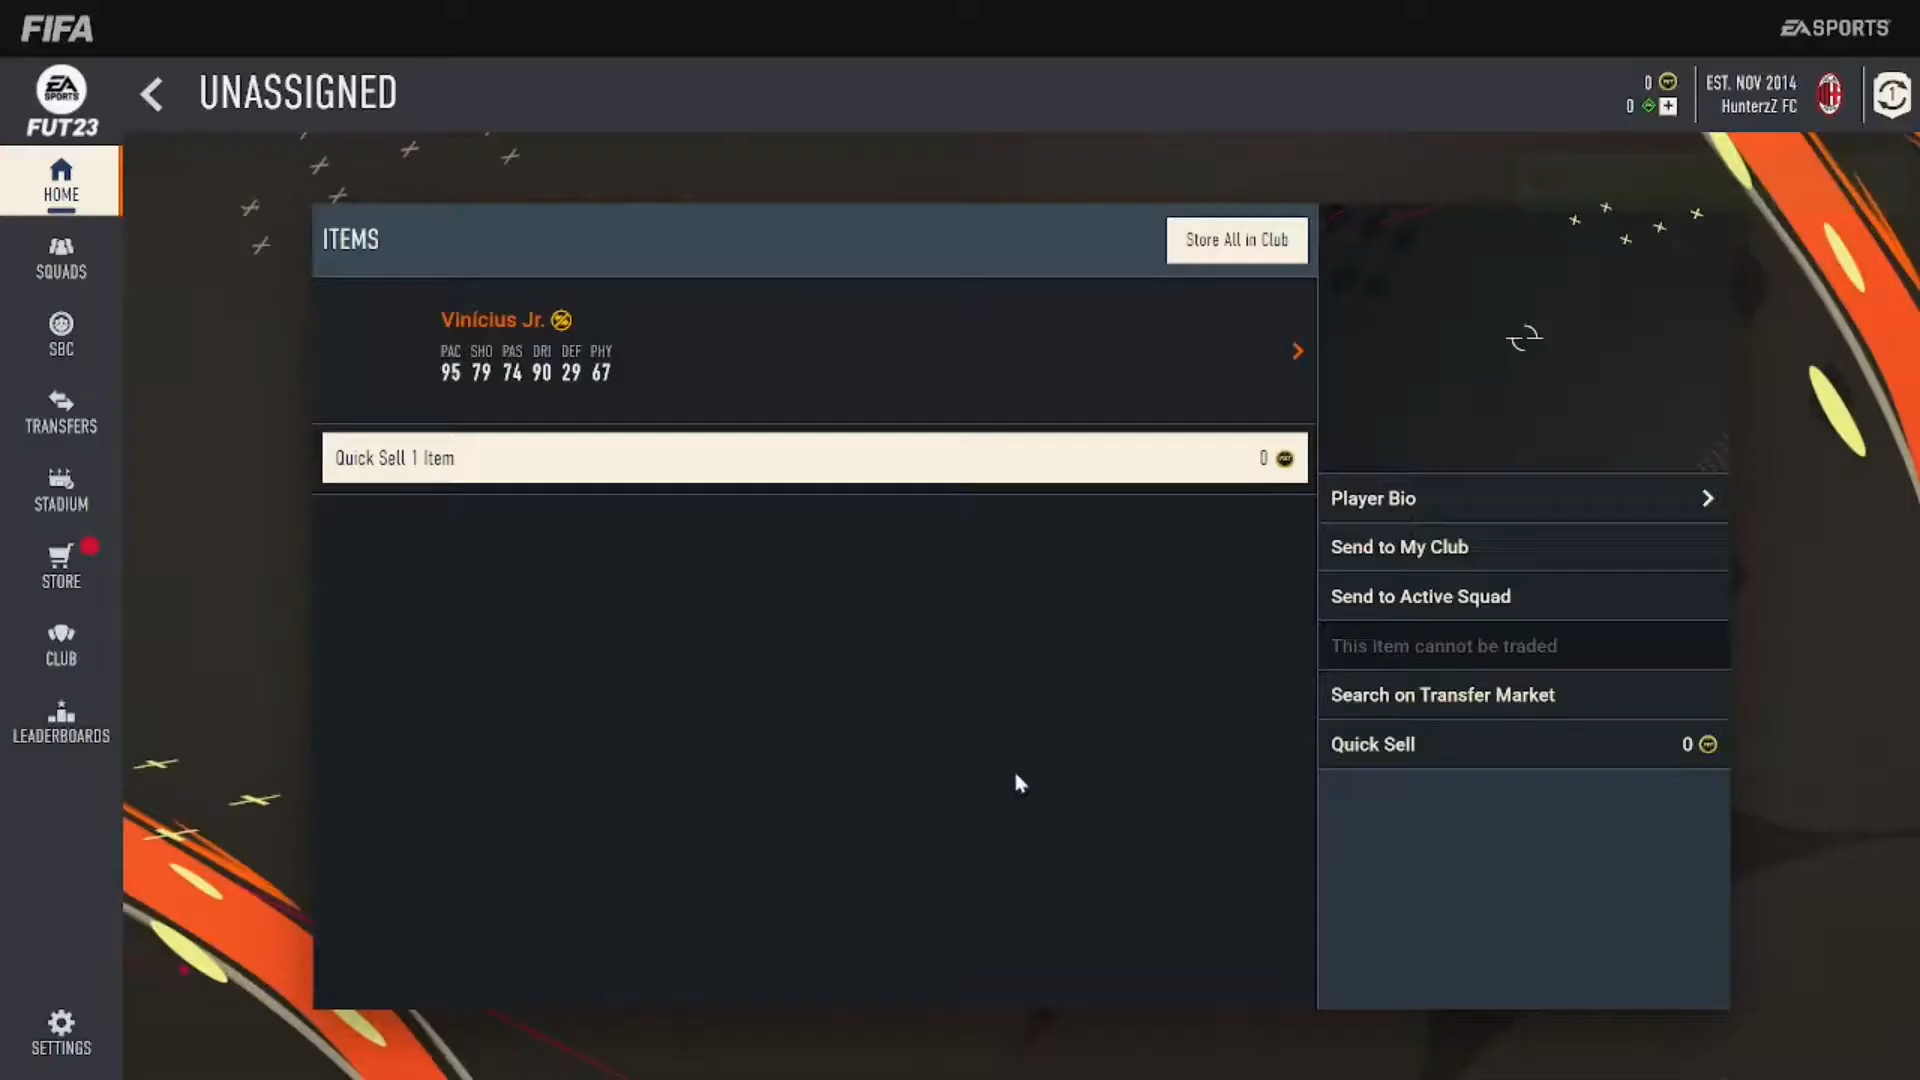 FIFA
EA SPORTS
EA SPORTS
FUT23
UNASSIGNED
0
0
EST. NOV 2014
HunterzZ FC
1
HOME
SQUADS
SBC
TRANSFERS
STADIUM
STORE
CLUB
LEADERBOARDS
SETTINGS
ITEMS
Store All in Club
Vinícius Jr.
PAC SHO PAS DRI DEF PHY
95 79 74 90 29 67
Quick Sell 1 Item 0
Player Bio
Send to My Club
Send to Active Squad
This item cannot be traded
Search on Transfer Market
Quick Sell 0